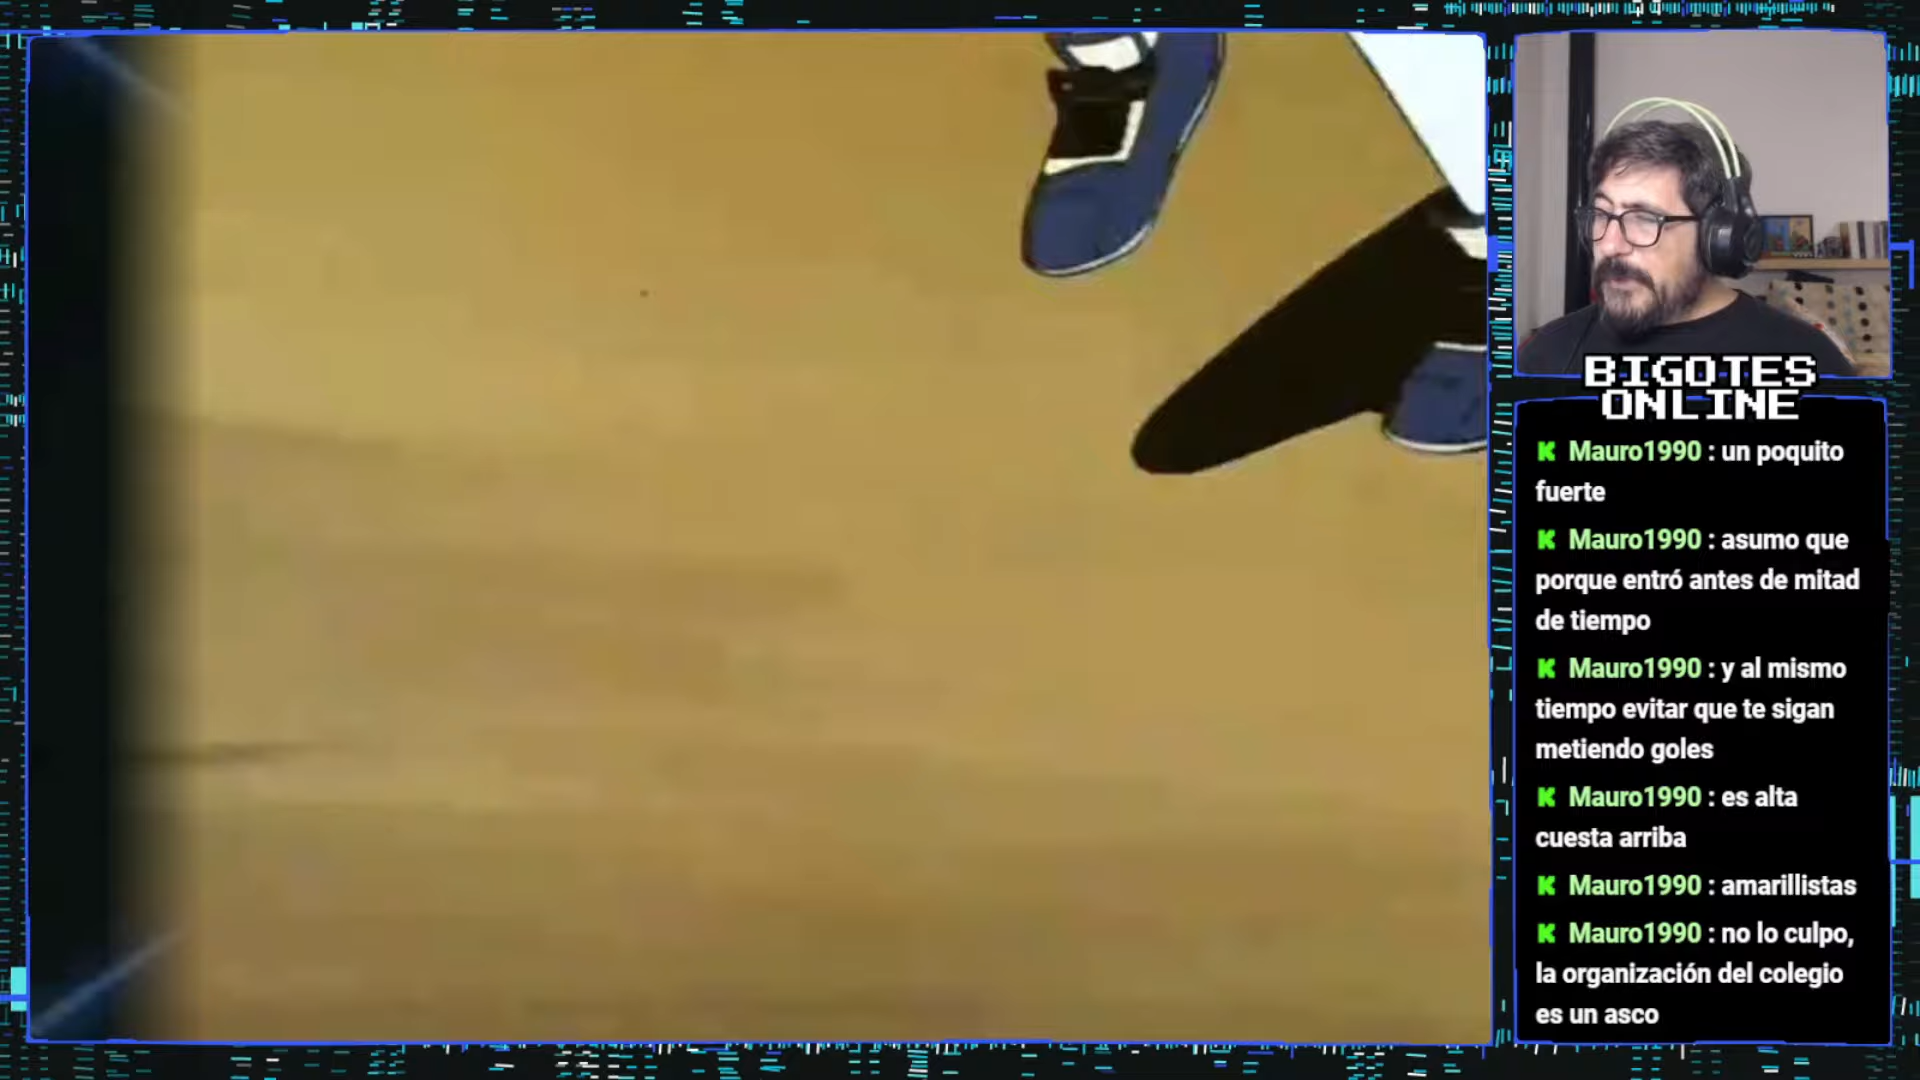 BIGOTES
ONLINE
Mauro1990 : un poquito
fuerte
Mauro1990 : asumo que
porque entró antes de mitad
de tiempo
Mauro1990 : y al mismo
tiempo evitar que te sigan
metiendo goles
Mauro1990 : es alta
cuesta arriba
Mauro1990 : amarillistas
Mauro1990 : no lo culpo,
la organización del colegio
es un asco